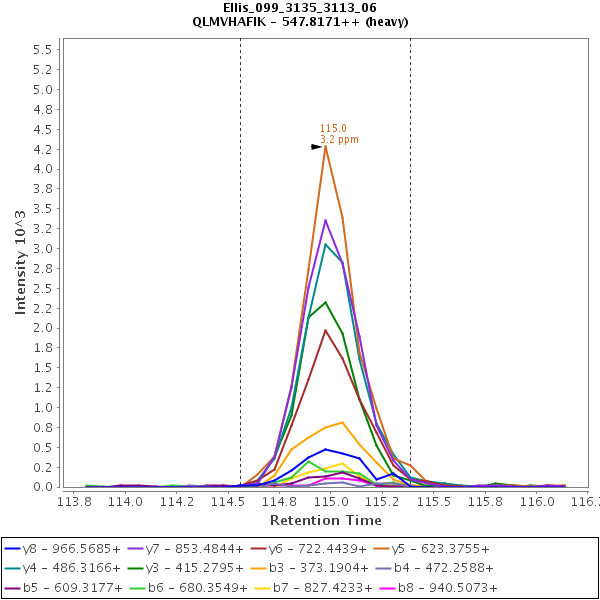 Ellis_099_3135_3113_06
QLMVHAFIK - 547.8171++ (heavy)
115.0
3.2 ppm
5.5
5.2
5.0
4.8
4.5
4.2
4.0
3.8
3.5
3.2
3.0
2.8
2.5
2.2
2.0
1.8
1.5
1.2
1.0
0.8
0.5
0.2
0.0
Intensity 10^3
113.8 114.0 114.2 114.5 114.8 115.0 115.2 115.5 115.8 116.0 116.
Retention Time
y8 - 966.5685+ y7 - 853.4844+ y6 - 722.4439+ y5 - 623.3755+
y4 - 486.3166+ y3 - 415.2795+ b3 - 373.1904+ b4 - 472.2588+
b5 - 609.3177+ b6 - 680.3549+ b7 - 827.4233+ b8 - 940.5073+